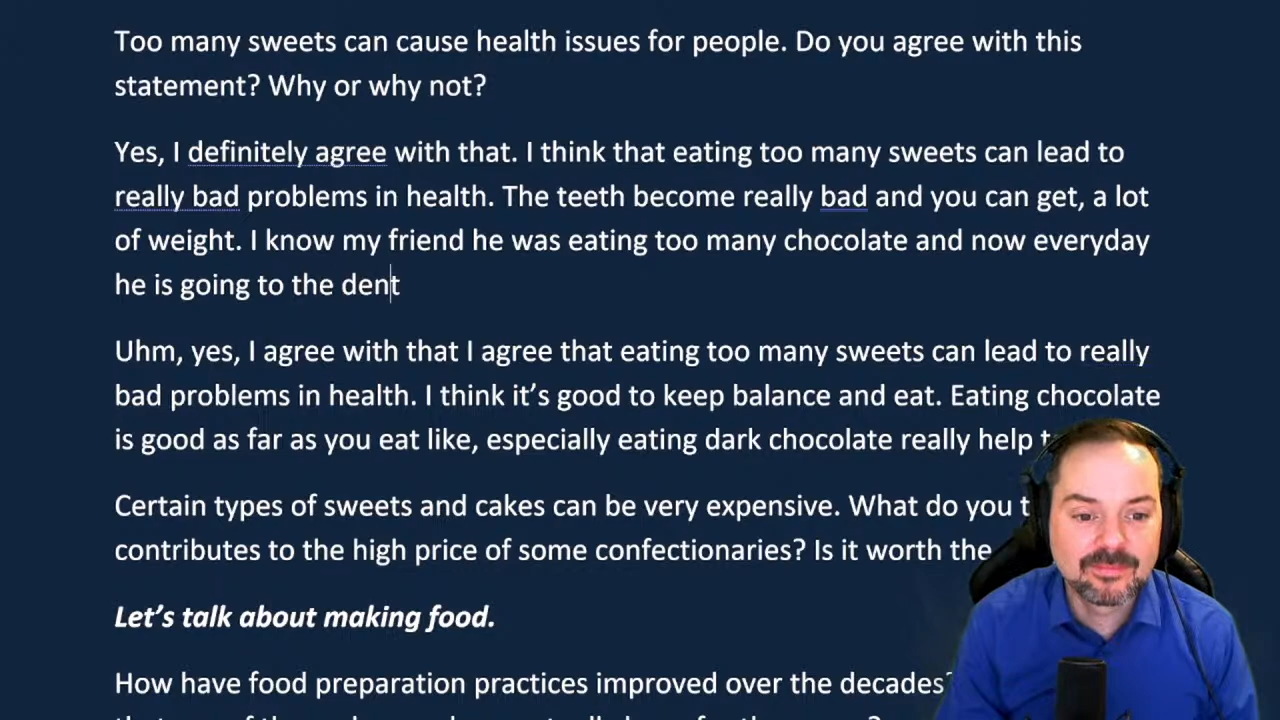 Too many sweets can cause health issues for people. Do you agree with this
statement? Why or why not?
Yes, I definitely agree with that. I think that eating too many sweets can lead to
really bad problems in health. The teeth become really bad and you can get, a lot
of weight. I know my friend he was eating too many chocolate and now everyday
he is going to the dent
Uhm, yes, I agree with that I agree that eating too many sweets can lead to really
bad problems in health. I think it’s good to keep balance and eat. Eating chocolate
is good as far as you eat like, especially eating dark chocolate really help
Certain types of sweets and cakes can be very expensive. What do you
contributes to the high price of some confectionaries? Is it worth the
Let’s talk about making food.
How have food preparation practices improved over the decades?